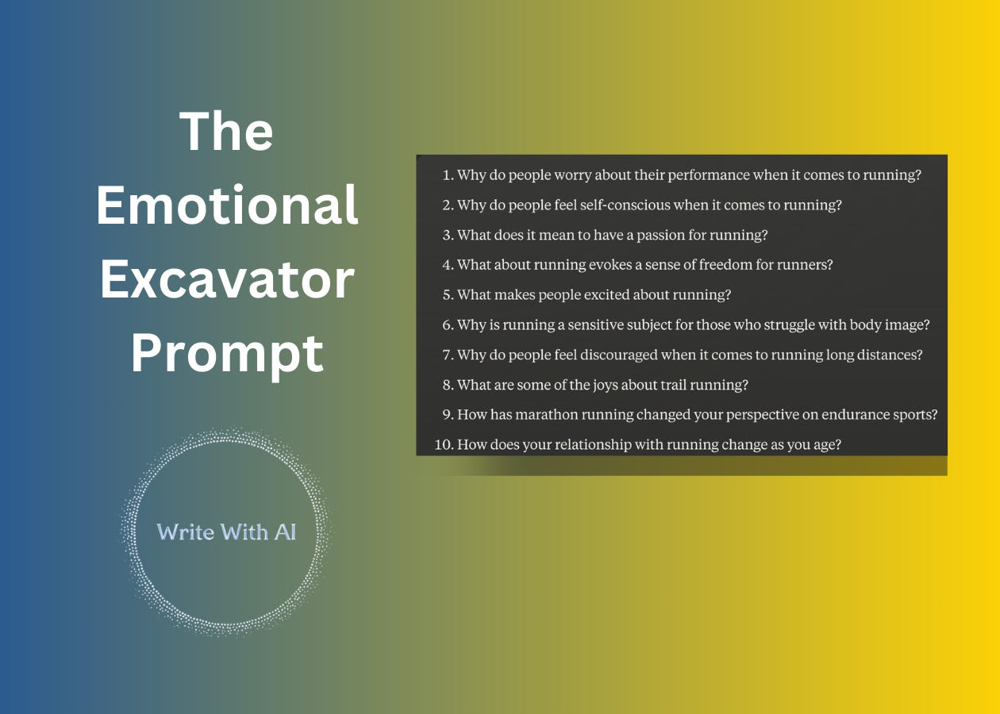 The
Emotional
Excavator
Prompt
Write With AI
1. Why do people worry about their performance when it comes to running?
2. Why do people feel self-conscious when it comes to running?
3. What does it mean to have a passion for running?
4. What about running evokes a sense of freedom for runners?
5. What makes people excited about running?
6. Why is running a sensitive subject for those who struggle with body image?
7. Why do people feel discouraged when it comes to running long distances?
8. What are some of the joys about trail running?
9. How has marathon running changed your perspective on endurance sports?
10. How does your relationship with running change as you age?